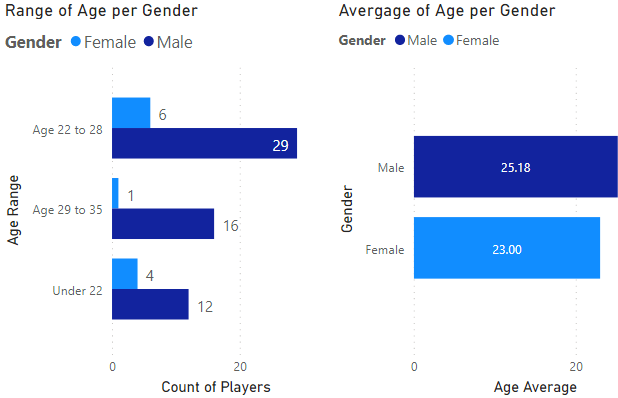 Range of Age per Gender
Gender Female Male
Age Range
Age 22 to 28
6
29
Age 29 to 35
1
16
Under 22
4
12
0 20
Count of Players
Avergage of Age per Gender
Gender Male Female
Gender
Male
25.18
Female
23.00
0 20
Age Average